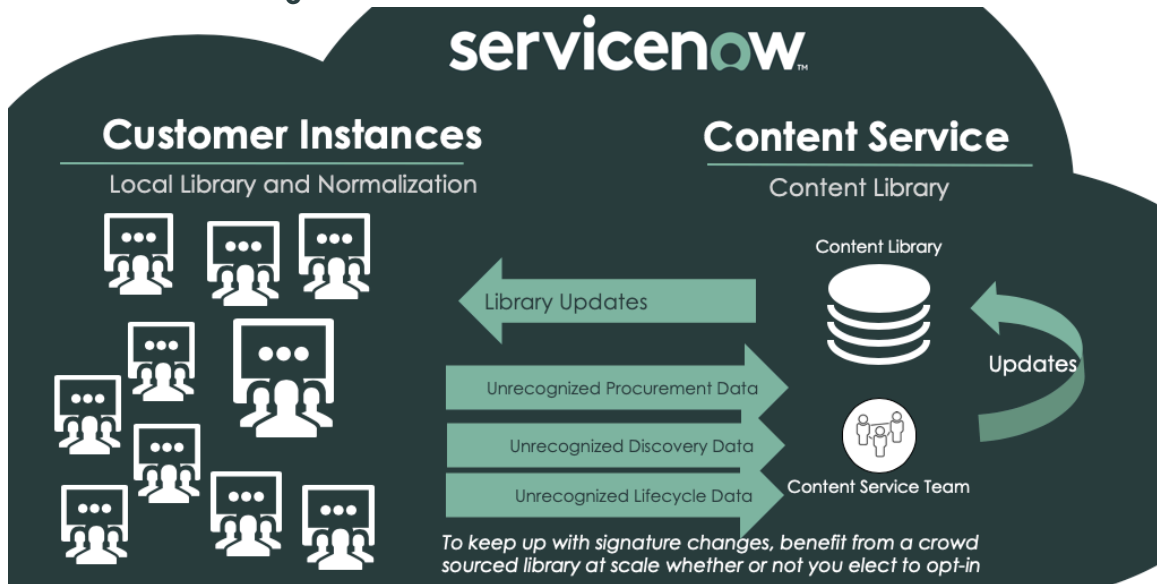 servicenow™
Customer Instances
Local Library and Normalization
Content Service
Content Library
Content Library
Library Updates
Updates
Unrecognized Procurement Data
Unrecognized Discovery Data
Unrecognized Lifecycle Data
Content Service Team
To keep up with signature changes, benefit from a crowd
sourced library at scale whether or not you elect to opt-in